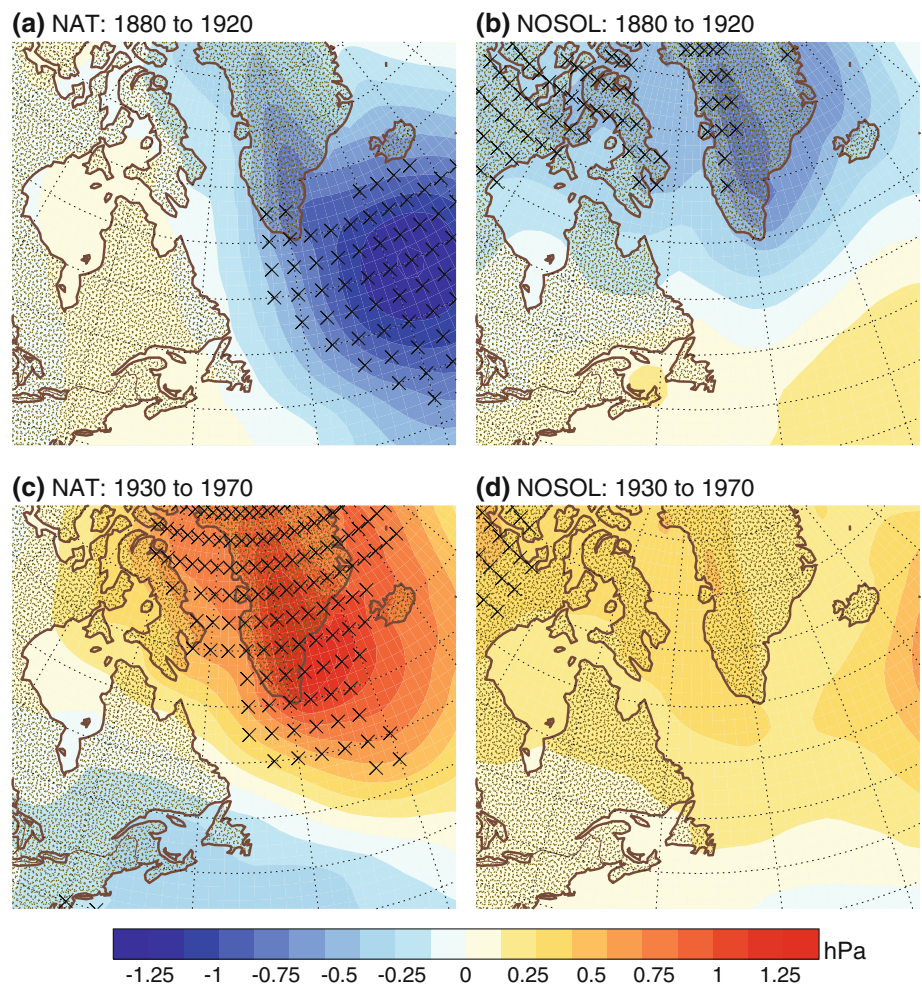 (a) NAT: 1880 to 1920
(b) NOSOL: 1880 to 1920
(c) NAT: 1930 to 1970
(d) NOSOL: 1930 to 1970
hPa
-1.25 -1 -0.75 -0.5 -0.25 0 0.25 0.5 0.75 1 1.25